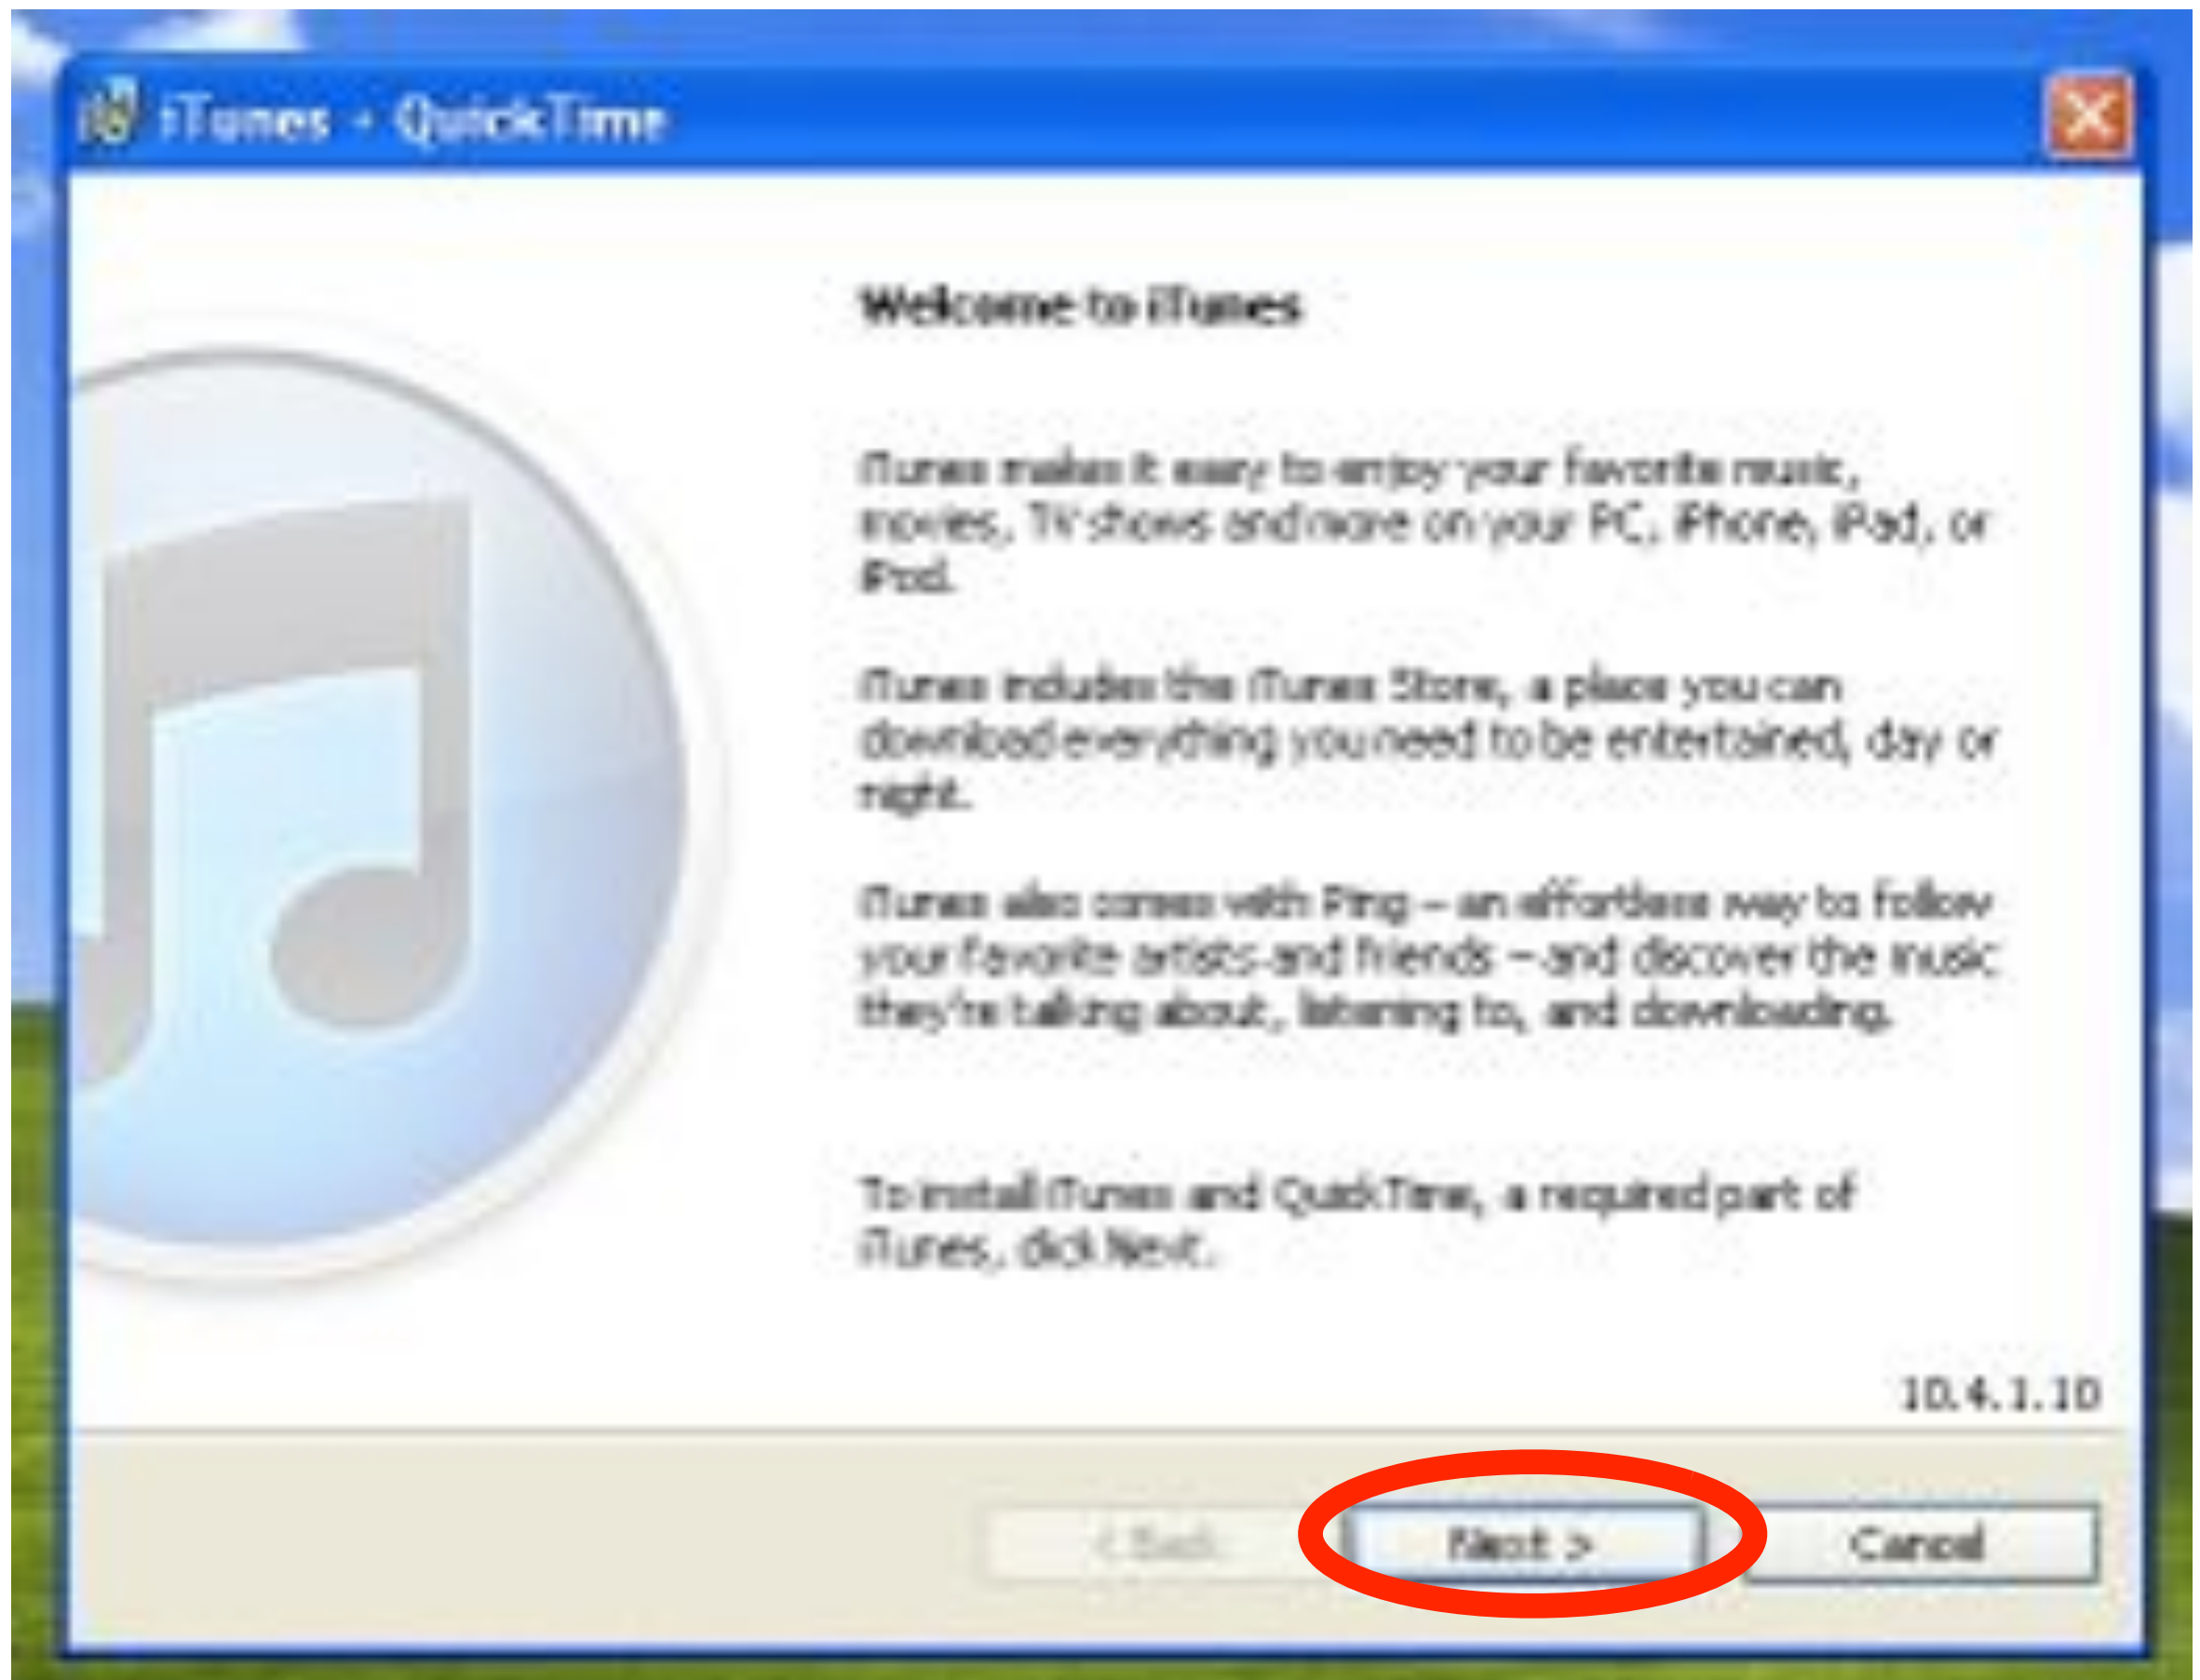 iTunes + QuickTime
Welcome to iTunes
iTunes makes it easy to enjoy your favorite music,
movies, TV shows and more on your PC, iPhone, iPad, or
iPod.
iTunes includes the iTunes Store, a place you can
download everything you need to be entertained, day or
night.
iTunes also comes with Ping – an effortless way to follow
your favorite artists and friends – and discover the music
they're talking about, listening to, and downloading.
To install iTunes and QuickTime, a required part of
iTunes, click Next.
10.4.1.10
< Back
Next >
Cancel